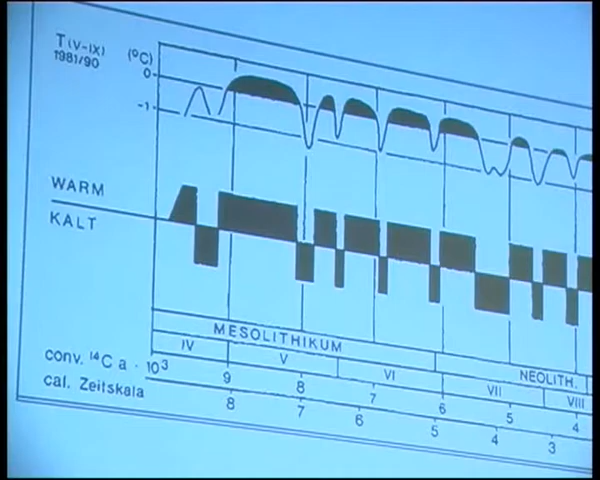 T(V-IX) (°C)
1981/90
0
-1
WARM
KALT
MESOLITHIKUM
NEOLITH.
IV V VI VII VIII
conv. ¹⁴C a · 10³
9 8 7 6 5 4
cal. Zeitskala
8 7 6 5 4 3